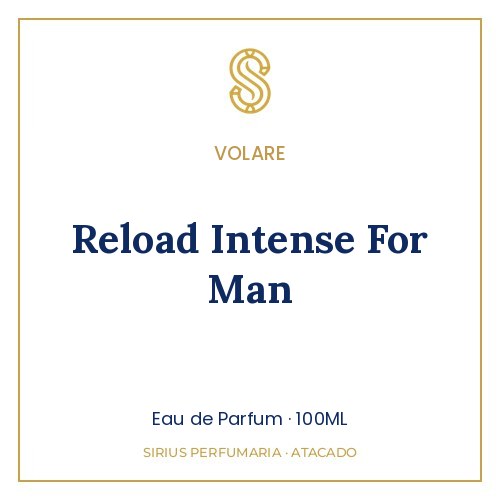 VOLARE
Reload Intense For
Man
Eau de Parfum · 100ML
SIRIUS PERFUMARIA · ATACADO